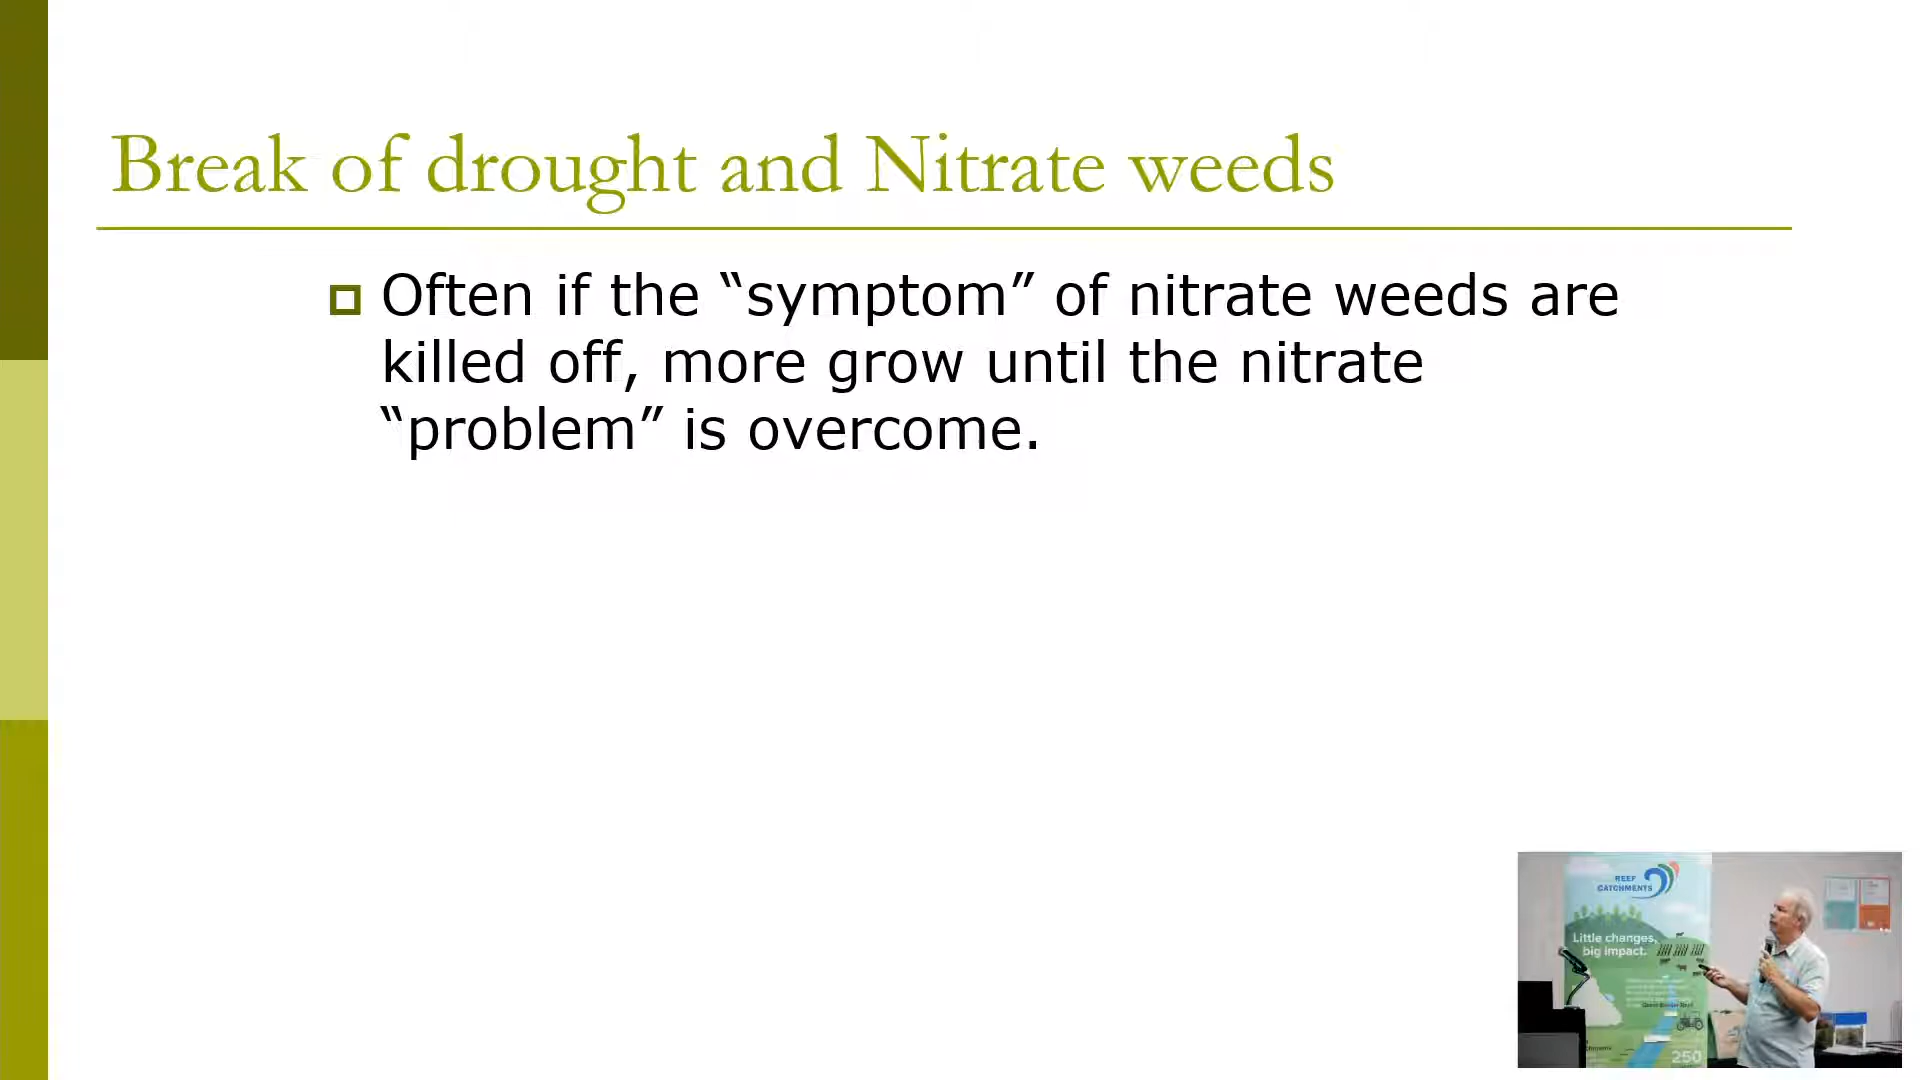 Break of drought and Nitrate weeds
Often if the “symptom” of nitrate weeds are
killed off, more grow until the nitrate
“problem” is overcome.
REEF
CATCHMENTS
Little changes,
big impact.
250